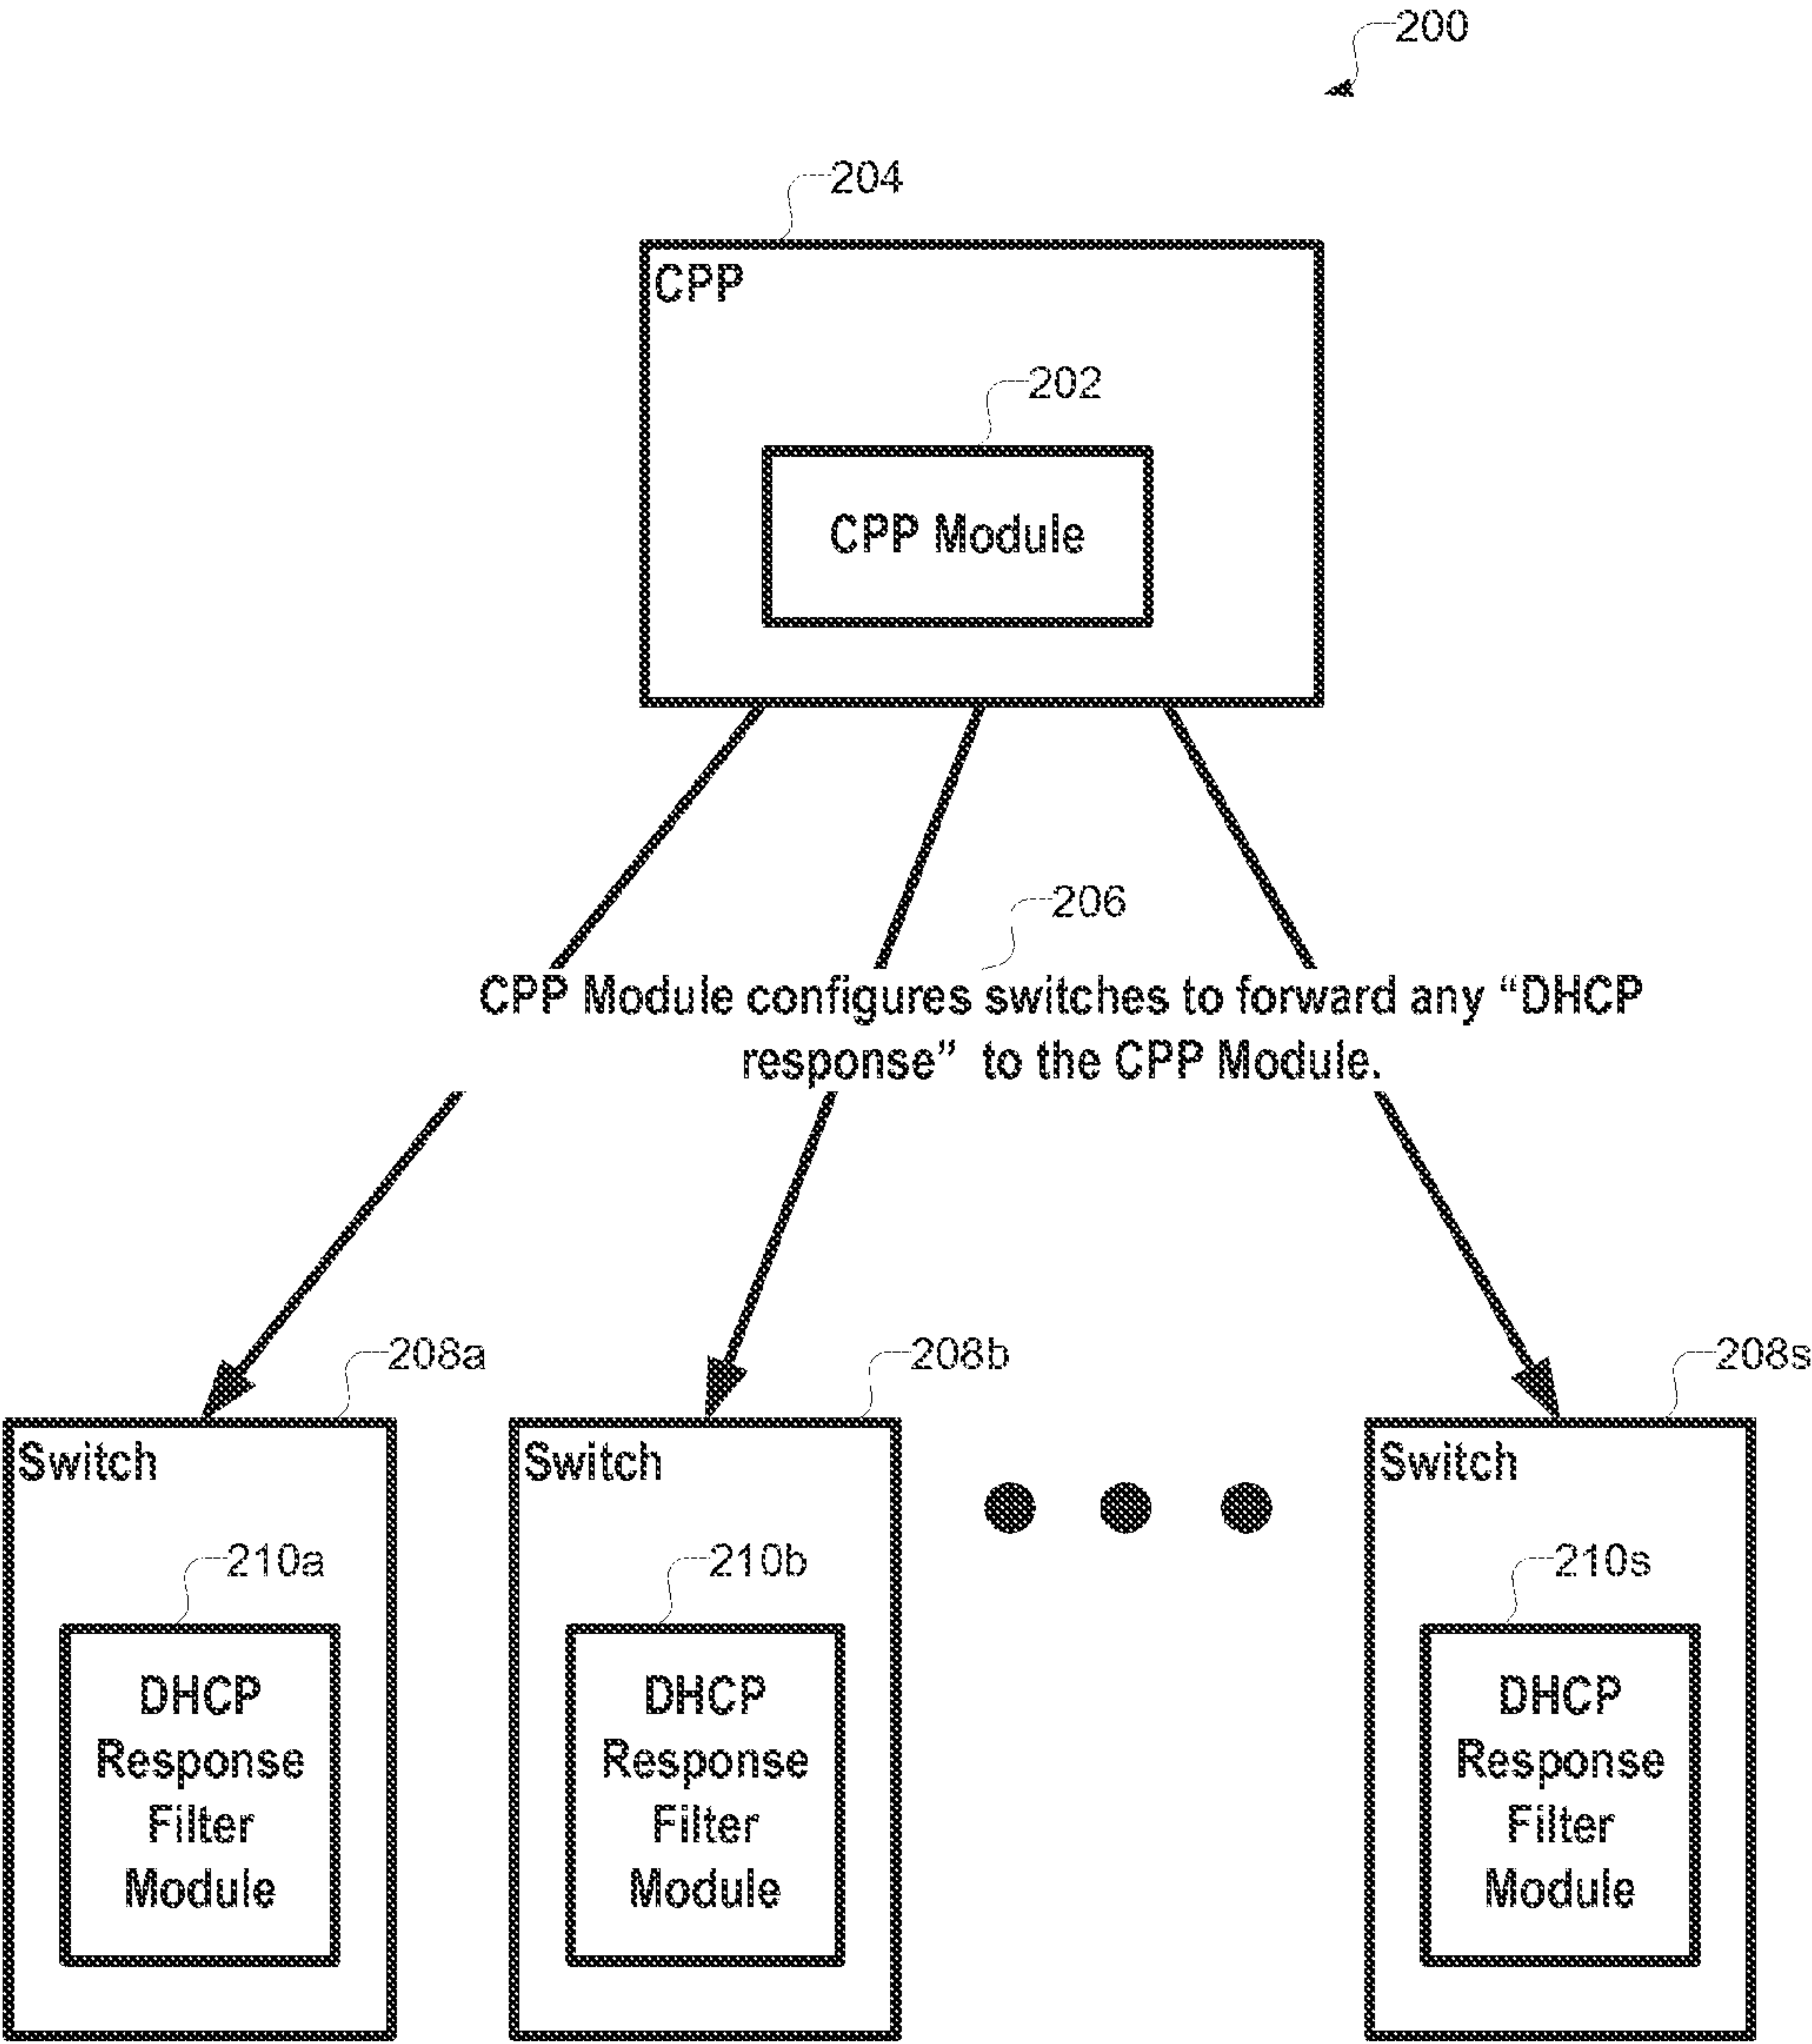 200
204
CPP
202
CPP Module
206
CPP Module configures switches to forward any “DHCP
response” to the CPP Module.
208a
208b
208s
Switch
Switch
Switch
210a
210b
210s
DHCP
Response
Filter
Module
DHCP
Response
Filter
Module
DHCP
Response
Filter
Module